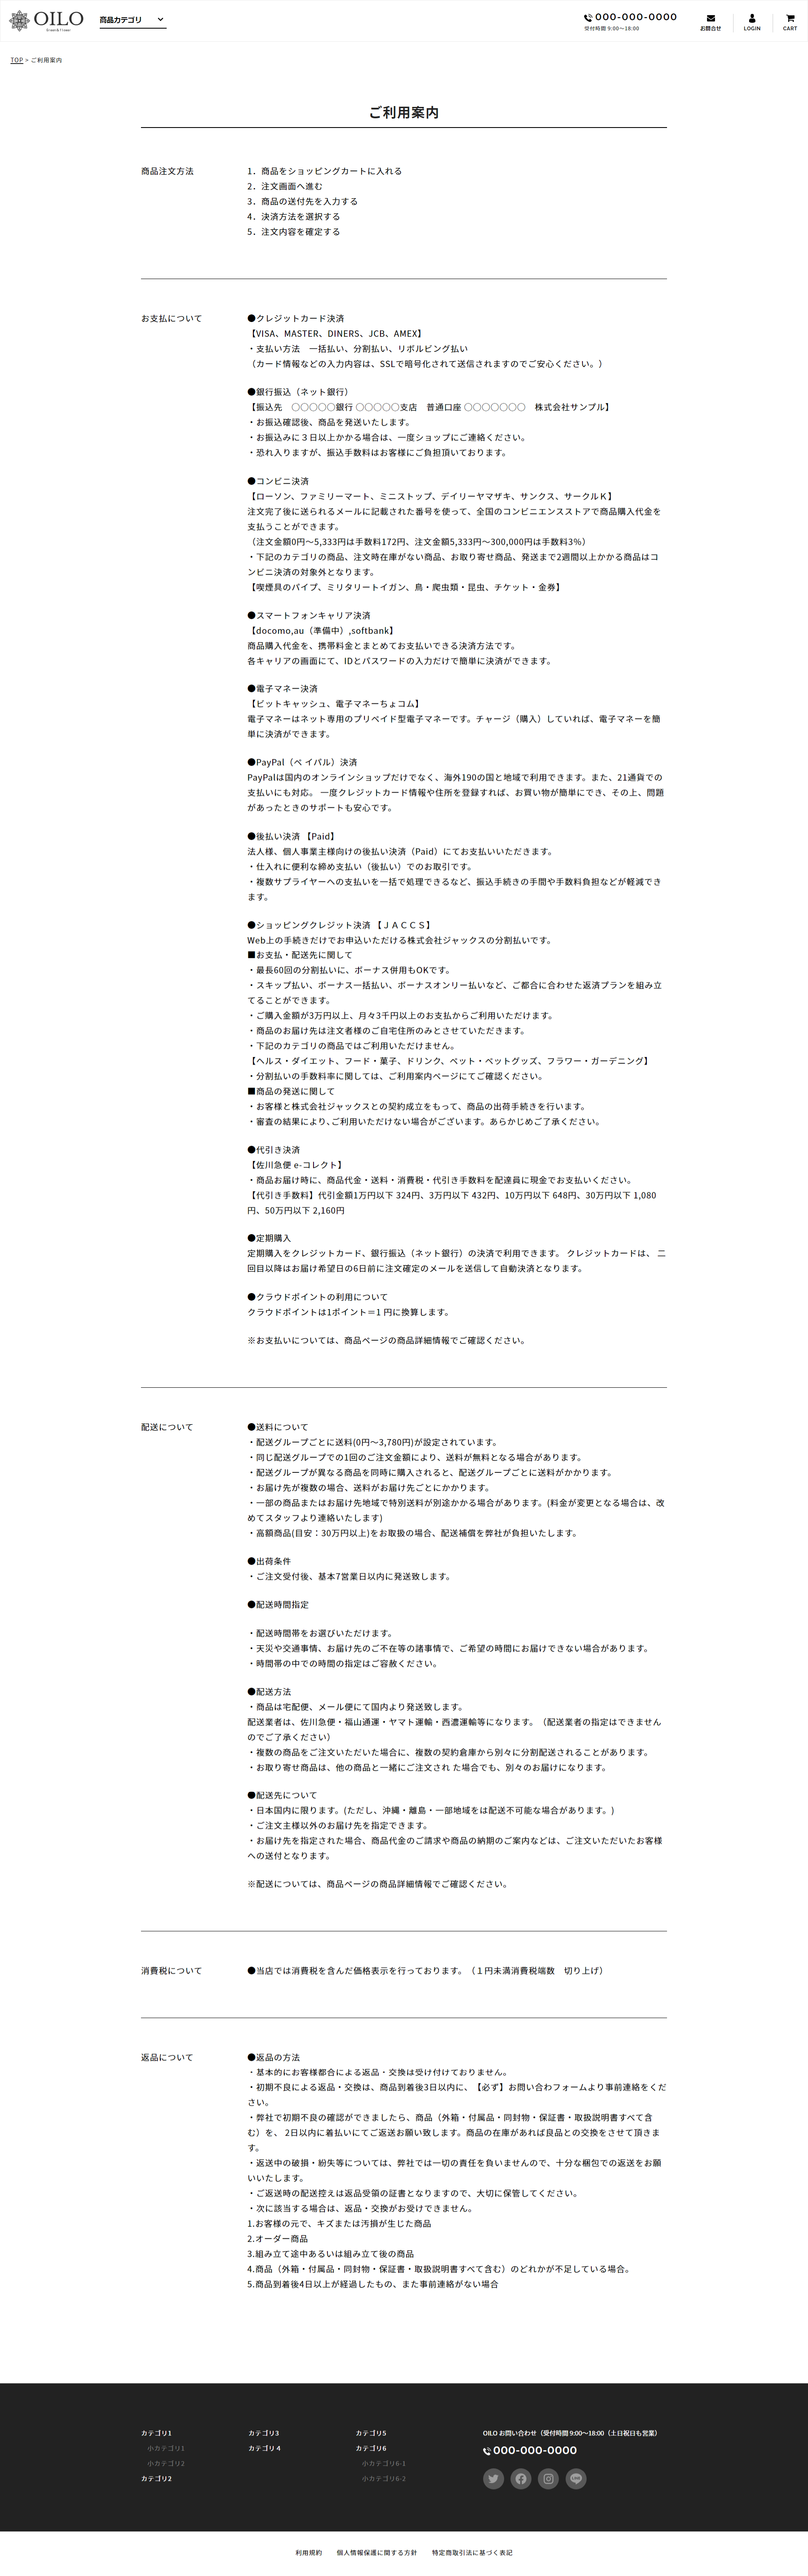 OILO
商品カテゴリ
000-000-0000
受付時間 9:00〜18:00
お問合せ
LOGIN
CART
TOP > ご利用案内
ご利用案内
商品注文方法
1．商品をショッピングカートに入れる
2．注文画面へ進む
3．商品の送付先を入力する
4．決済方法を選択する
5．注文内容を確定する
お支払について
●クレジットカード決済
【VISA、MASTER、DINERS、JCB、AMEX】
・支払い方法　一括払い、分割払い、リボルビング払い
（カード情報などの入力内容は、SSLで暗号化されて送信されますのでご安心ください。）
●銀行振込（ネット銀行）
【振込先　〇〇〇〇〇銀行 〇〇〇〇〇支店　普通口座 〇〇〇〇〇〇〇　株式会社サンプル】
・お振込確認後、商品を発送いたします。
・お振込みに３日以上かかる場合は、一度ショップにご連絡ください。
・恐れ入りますが、振込手数料はお客様にご負担頂いております。
●コンビニ決済
【ローソン、ファミリーマート、ミニストップ、デイリーヤマザキ、サンクス、サークルＫ】
注文完了後に送られるメールに記載された番号を使って、全国のコンビニエンスストアで商品購入代金を
支払うことができます。
（注文金額0円〜5,333円は手数料172円、注文金額5,333円〜300,000円は手数料3％）
・下記のカテゴリの商品、注文時在庫がない商品、お取り寄せ商品、発送まで2週間以上かかる商品はコ
ンビニ決済の対象外となります。
【喫煙具のパイプ、ミリタリートイガン、鳥・爬虫類・昆虫、チケット・金券】
●スマートフォンキャリア決済
【docomo,au（準備中）,softbank】
商品購入代金を、携帯料金とまとめてお支払いできる決済方法です。
各キャリアの画面にて、IDとパスワードの入力だけで簡単に決済ができます。
●電子マネー決済
【ビットキャッシュ、電子マネーちょコム】
電子マネーはネット専用のプリペイド型電子マネーです。チャージ（購入）していれば、電子マネーを簡
単に決済ができます。
●PayPal（ペ イパル）決済
PayPalは国内のオンラインショップだけでなく、海外190の国と地域で利用できます。また、21通貨での
支払いにも対応。 一度クレジットカード情報や住所を登録すれば、お買い物が簡単にでき、その上、問題
があったときのサポートも安心です。
●後払い決済 【Paid】
法人様、個人事業主様向けの後払い決済（Paid）にてお支払いいただきます。
・仕入れに便利な締め支払い（後払い）でのお取引です。
・複数サプライヤーへの支払いを一括で処理できるなど、振込手続きの手間や手数料負担などが軽減でき
ます。
●ショッピングクレジット決済 【ＪＡＣＣＳ】
Web上の手続きだけでお申込いただける株式会社ジャックスの分割払いです。
■お支払・配送先に関して
・最長60回の分割払いに、ボーナス併用もOKです。
・スキップ払い、ボーナス一括払い、ボーナスオンリー払いなど、ご都合に合わせた返済プランを組み立
てることができます。
・ご購入金額が3万円以上、月々3千円以上のお支払からご利用いただけます。
・商品のお届け先は注文者様のご自宅住所のみとさせていただきます。
・下記のカテゴリの商品ではご利用いただけません。
【ヘルス・ダイエット、フード・菓子、ドリンク、ペット・ペットグッズ、フラワー・ガーデニング】
・分割払いの手数料率に関しては、ご利用案内ページにてご確認ください。
■商品の発送に関して
・お客様と株式会社ジャックスとの契約成立をもって、商品の出荷手続きを行います。
・審査の結果により､ご利用いただけない場合がございます。あらかじめご了承ください。
●代引き決済
【佐川急便 e-コレクト】
・商品お届け時に、商品代金・送料・消費税・代引き手数料を配達員に現金でお支払いください。
【代引き手数料】代引金額1万円以下 324円、3万円以下 432円、10万円以下 648円、30万円以下 1,080
円、50万円以下 2,160円
●定期購入
定期購入をクレジットカード、銀行振込（ネット銀行）の決済で利用できます。 クレジットカードは、 二
回目以降はお届け希望日の6日前に注文確定のメールを送信して自動決済となります。
●クラウドポイントの利用について
クラウドポイントは1ポイント＝1 円に換算します。
※お支払いについては、商品ページの商品詳細情報でご確認ください。
配送について
●送料について
・配送グループごとに送料(0円〜3,780円)が設定されています。
・同じ配送グループでの1回のご注文金額により、送料が無料となる場合があります。
・配送グループが異なる商品を同時に購入されると、配送グループごとに送料がかかります。
・お届け先が複数の場合、送料がお届け先ごとにかかります。
・一部の商品またはお届け先地域で特別送料が別途かかる場合があります。(料金が変更となる場合は、改
めてスタッフより連絡いたします)
・高額商品(目安：30万円以上)をお取扱の場合、配送補償を弊社が負担いたします。
●出荷条件
・ご注文受付後、基本7営業日以内に発送致します。
●配送時間指定
・配送時間帯をお選びいただけます。
・天災や交通事情、お届け先のご不在等の諸事情で、ご希望の時間にお届けできない場合があります。
・時間帯の中での時間の指定はご容赦ください。
●配送方法
・商品は宅配便、メール便にて国内より発送致します。
配送業者は、佐川急便・福山通運・ヤマト運輸・西濃運輸等になります。（配送業者の指定はできません
のでご了承ください）
・複数の商品をご注文いただいた場合に、複数の契約倉庫から別々に分割配送されることがあります。
・お取り寄せ商品は、他の商品と一緒にご注文され た場合でも、別々のお届けになります。
●配送先について
・日本国内に限ります。(ただし、沖縄・離島・一部地域をは配送不可能な場合があります。)
・ご注文主様以外のお届け先を指定できます。
・お届け先を指定された場合、商品代金のご請求や商品の納期のご案内などは、ご注文いただいたお客様
への送付となります。
※配送については、商品ページの商品詳細情報でご確認ください。
消費税について
●当店では消費税を含んだ価格表示を行っております。（１円未満消費税端数　切り上げ）
返品について
●返品の方法
・基本的にお客様都合による返品・交換は受け付けておりません。
・初期不良による返品・交換は、商品到着後3日以内に、【必ず】お問い合わフォームより事前連絡をくだ
さい。
・弊社で初期不良の確認ができましたら、商品（外箱・付属品・同封物・保証書・取扱説明書すべて含
む）を、 2日以内に着払いにてご返送お願い致します。商品の在庫があれば良品との交換をさせて頂きま
す。
・返送中の破損・紛失等については、弊社では一切の責任を負いませんので、十分な梱包での返送をお願
いいたします。
・ご返送時の配送控えは返品受領の証書となりますので、大切に保管してください。
・次に該当する場合は、返品・交換がお受けできません。
1.お客様の元で、キズまたは汚損が生じた商品
2.オーダー商品
3.組み立て途中あるいは組み立て後の商品
4.商品（外箱・付属品・同封物・保証書・取扱説明書すべて含む）のどれかが不足している場合。
5.商品到着後4日以上が経過したもの、また事前連絡がない場合
カテゴリ1
小カテゴリ1
小カテゴリ2
カテゴリ2
カテゴリ3
カテゴリ４
カテゴリ5
カテゴリ6
小カテゴリ6-1
小カテゴリ6-2
OILO お問い合わせ（受付時間 9:00〜18:00（土日祝日も営業）
000-000-0000
利用規約
個人情報保護に関する方針
特定商取引法に基づく表記